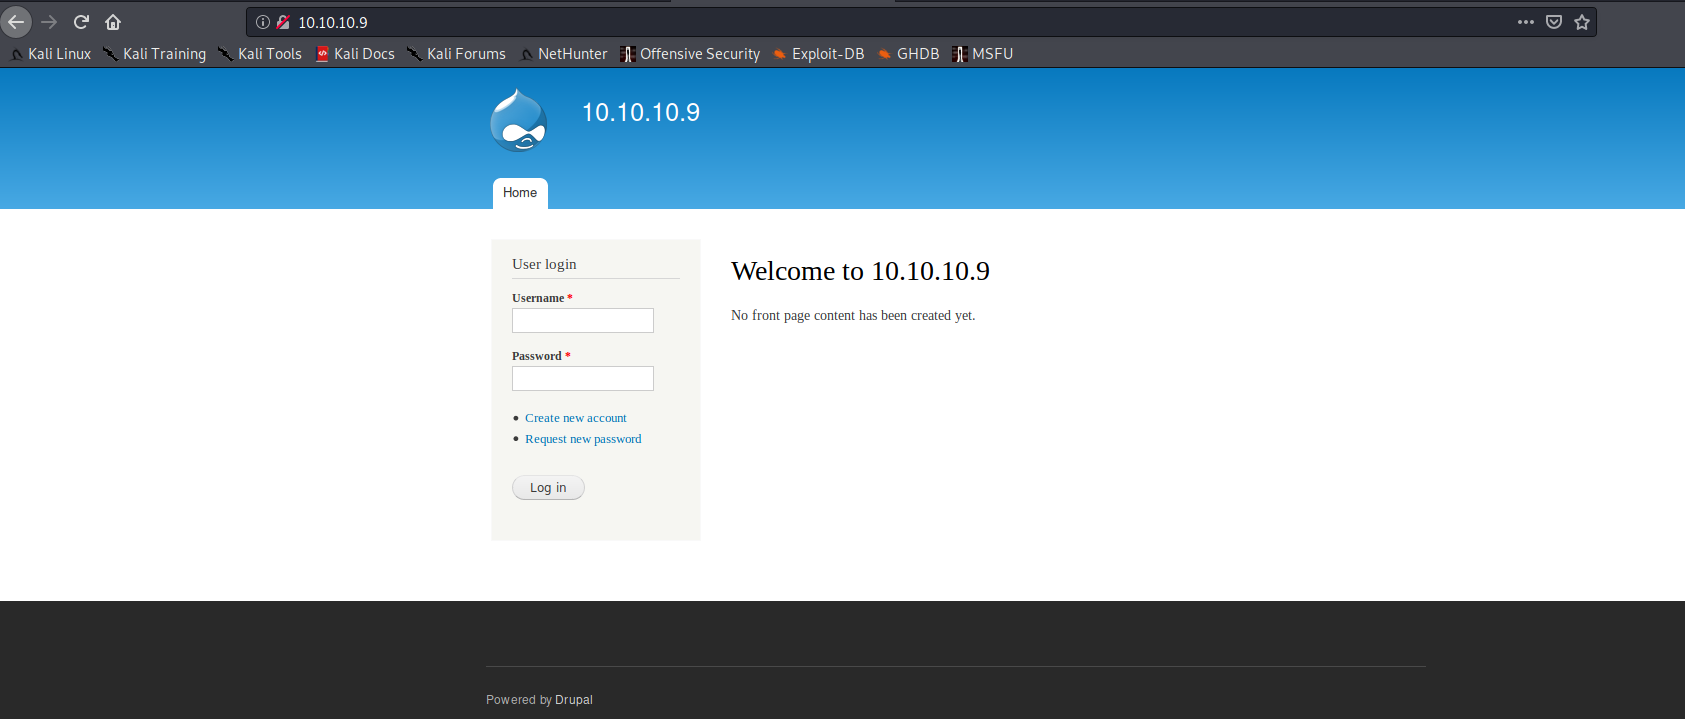 10.10.10.9
Kali Linux Kali Training Kali Tools Kali Docs Kali Forums NetHunter Offensive Security Exploit-DB GHDB MSFU
10.10.10.9
Home
User login
Username *
Password *
Create new account
Request new password
Log in
Welcome to 10.10.10.9
No front page content has been created yet.
Powered by Drupal